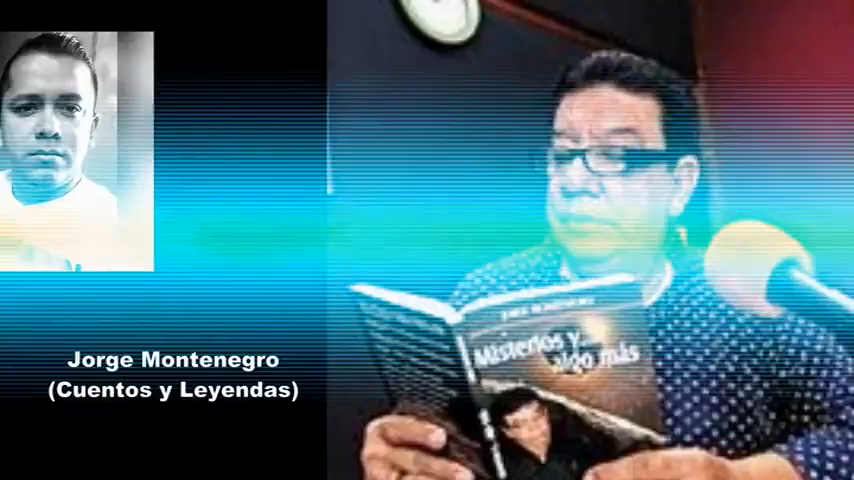 Jorge Montenegro
(Cuentos y Leyendas)
Misterios y
algo más